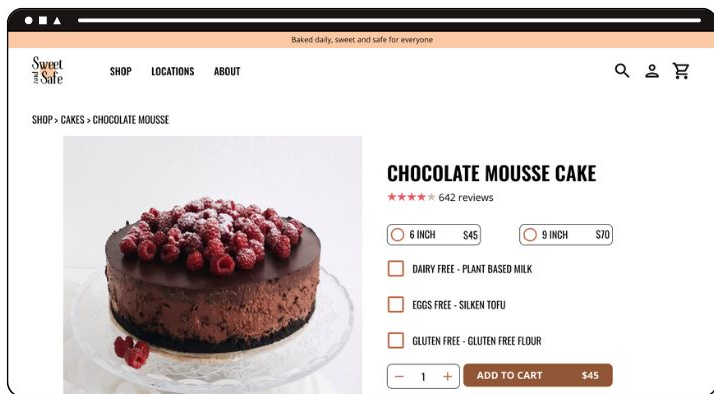 Baked daily, sweet and safe for everyone
Sweet
and Safe
SHOP LOCATIONS ABOUT
SHOP > CAKES > CHOCOLATE MOUSSE
CHOCOLATE MOUSSE CAKE
642 reviews
6 INCH $45 9 INCH $70
DAIRY FREE - PLANT BASED MILK
EGGS FREE - SILKEN TOFU
GLUTEN FREE - GLUTEN FREE FLOUR
− 1 + ADD TO CART $45